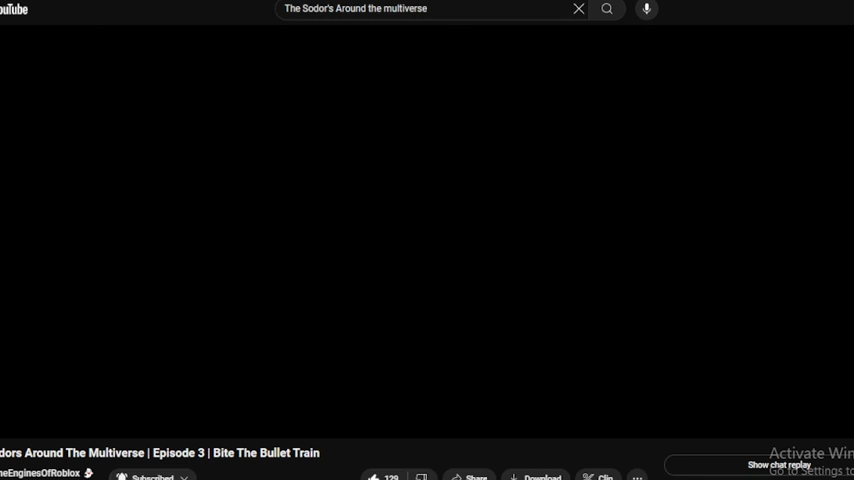 ouTube
The Sodor's Around the multiverse
dors Around The Multiverse | Episode 3 | Bite The Bullet Train
Activate Win
heEnginesOfRoblox
Subscribed
129
Share
Download
Clip
Show chat replay
Go to Settings to